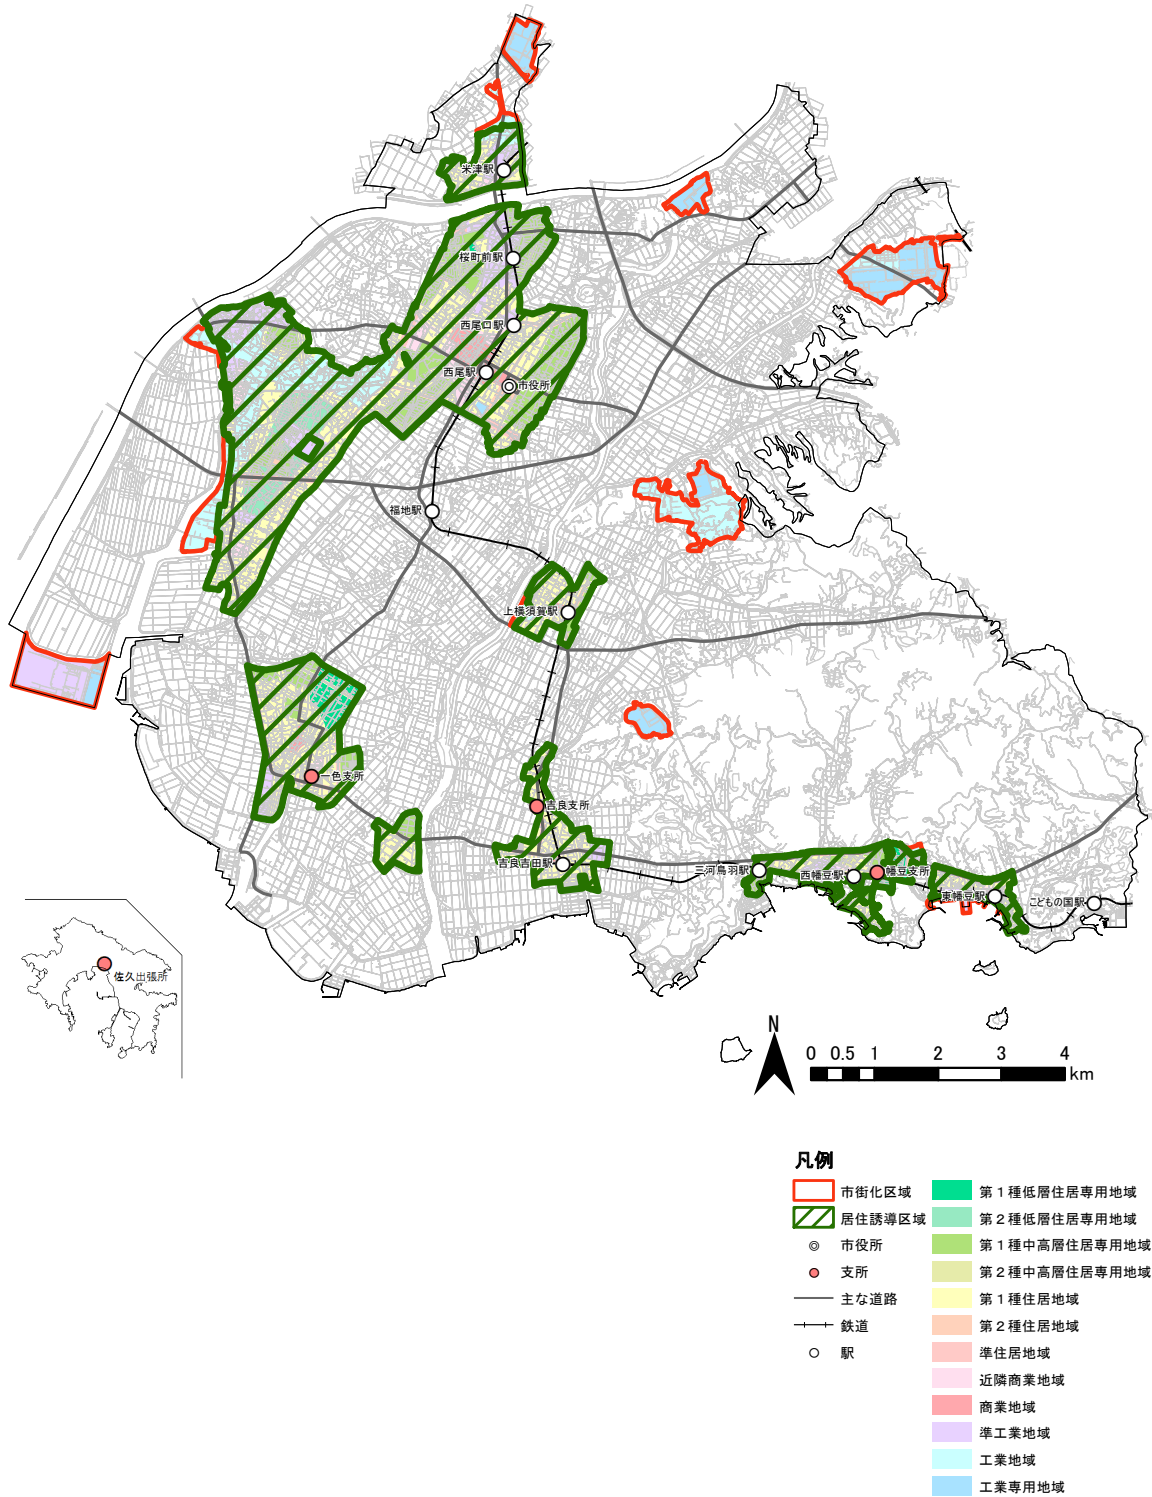 米津駅
桜町前駅
西尾口駅
西尾駅
市役所
福地駅
上横須賀駅
一色支所
吉良支所
吉良吉田駅
三河鳥羽駅
西幡豆駅
幡豆支所
東幡豆駅
こどもの国駅
佐久出張所
N
0 0.5 1 2 3 4
km
凡例
市街化区域
居住誘導区域
市役所
支所
主な道路
鉄道
駅
第1種低層住居専用地域
第2種低層住居専用地域
第1種中高層住居専用地域
第2種中高層住居専用地域
第1種住居地域
第2種住居地域
準住居地域
近隣商業地域
商業地域
準工業地域
工業地域
工業専用地域